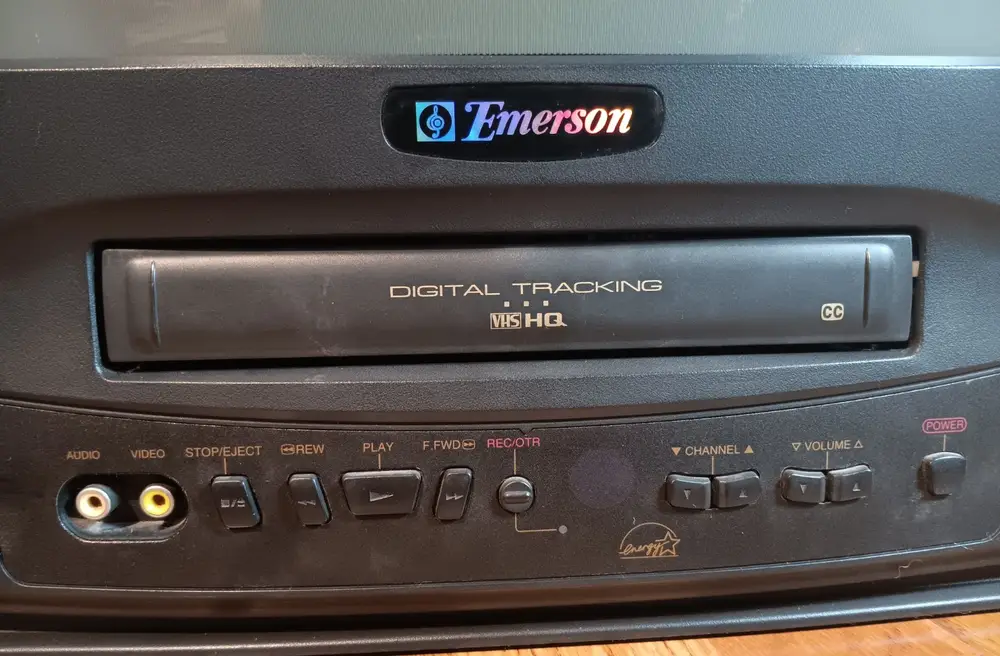 Emerson
DIGITAL TRACKING
VHS HQ
CC
AUDIO VIDEO STOP/EJECT REW PLAY F.FWD REC/OTR ▼ CHANNEL ▲ ▽ VOLUME △ POWER
energy